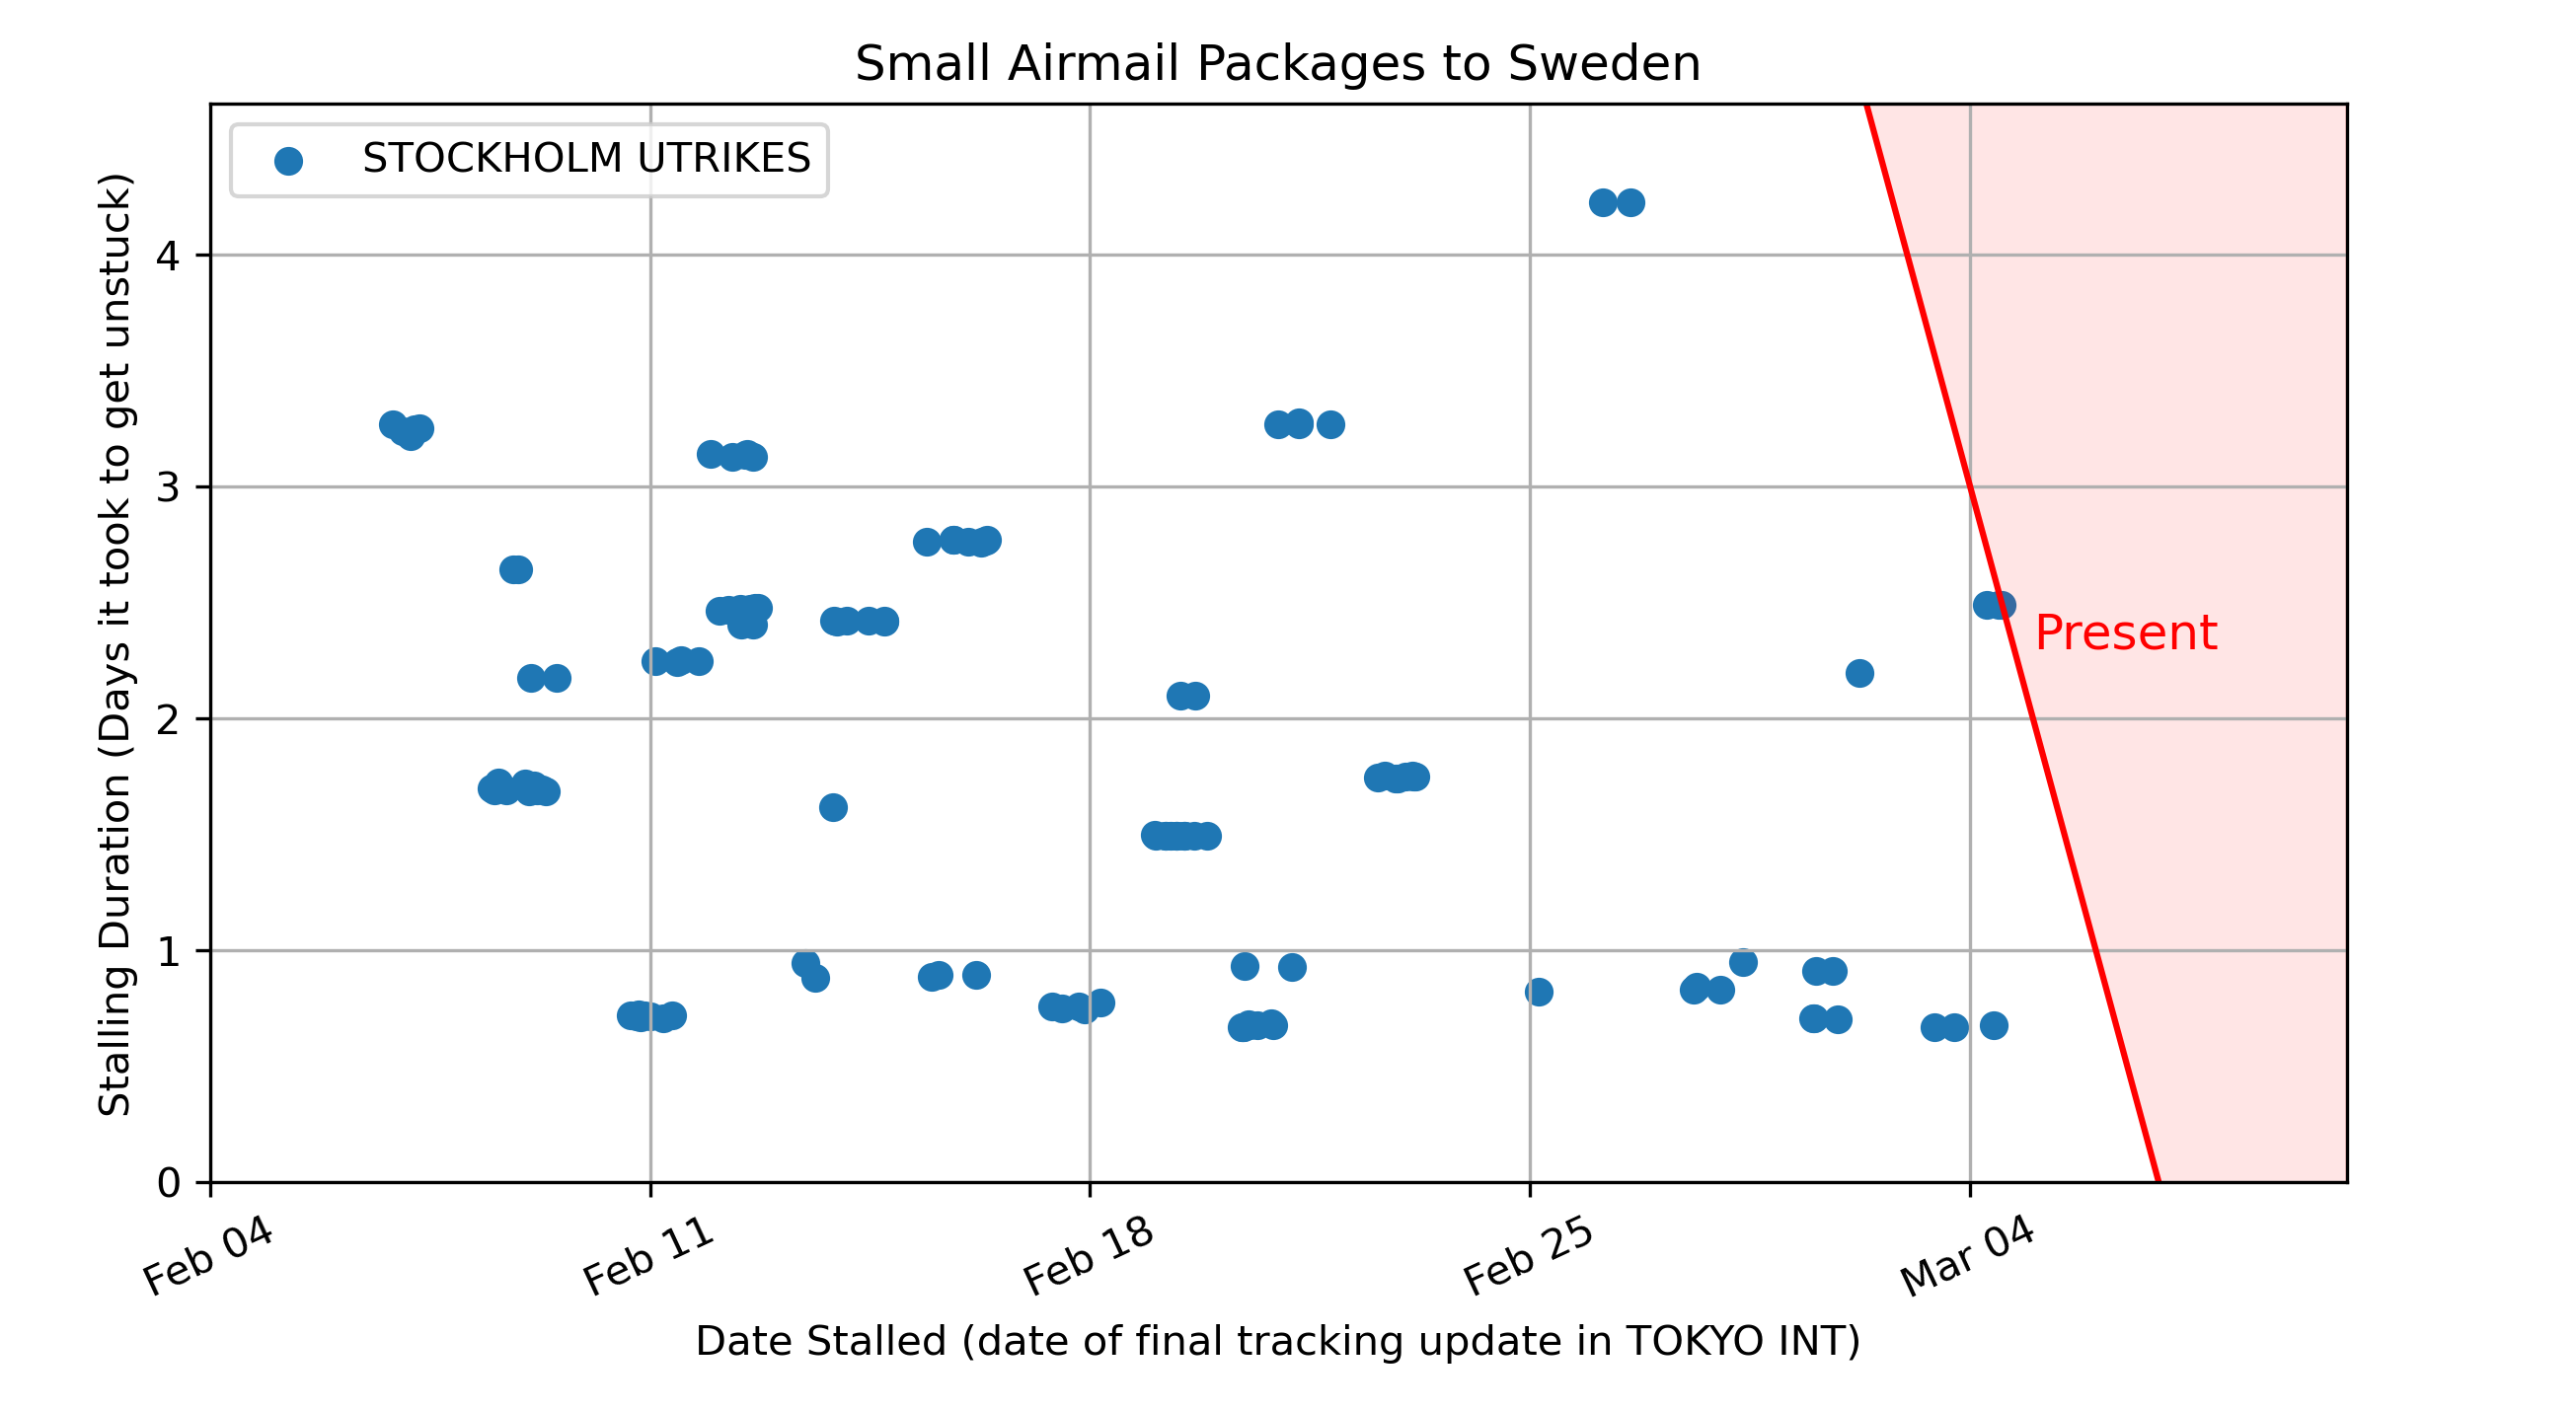 Small Airmail Packages to Sweden
STOCKHOLM UTRIKES
Stalling Duration (Days it took to get unstuck)
4
3
2
1
0
Present
Feb 04
Feb 11
Feb 18
Feb 25
Mar 04
Date Stalled (date of final tracking update in TOKYO INT)